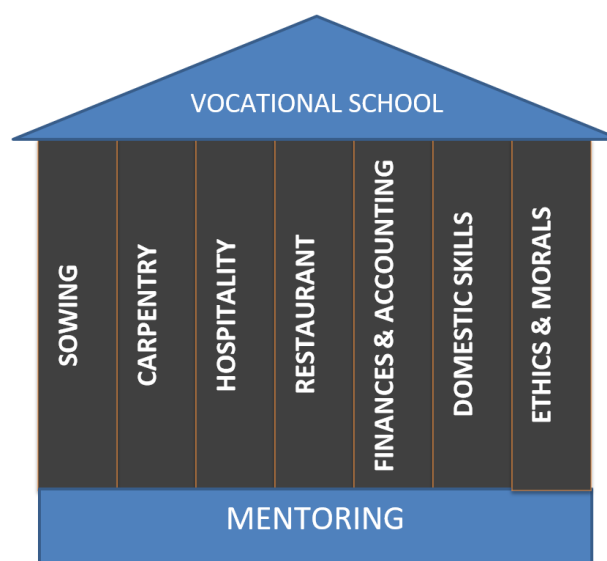 VOCATIONAL SCHOOL
SOWING
CARPENTRY
HOSPITALITY
RESTAURANT
FINANCES & ACCOUNTING
DOMESTIC SKILLS
ETHICS & MORALS
MENTORING